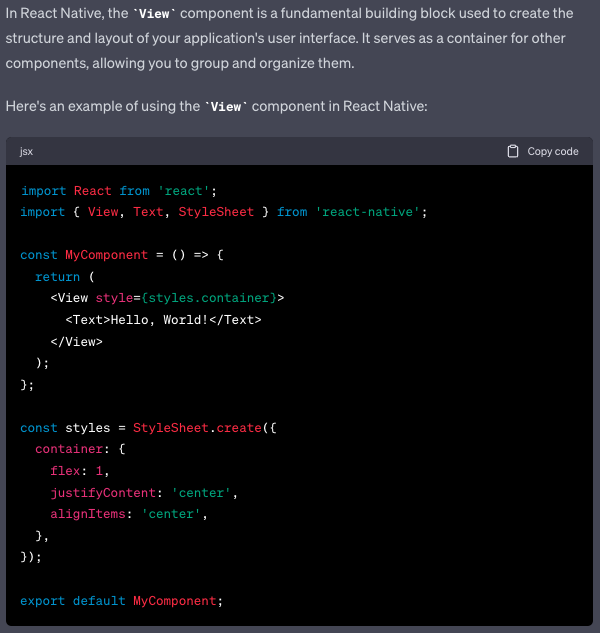 In React Native, the `View` component is a fundamental building block used to create the
structure and layout of your application's user interface. It serves as a container for other
components, allowing you to group and organize them.
Here's an example of using the `View` component in React Native:
jsx Copy code
import React from 'react';
import { View, Text, StyleSheet } from 'react-native';

const MyComponent = () => {
  return (
    <View style={styles.container}>
      <Text>Hello, World!</Text>
    </View>
  );
};

const styles = StyleSheet.create({
  container: {
    flex: 1,
    justifyContent: 'center',
    alignItems: 'center',
  },
});

export default MyComponent;